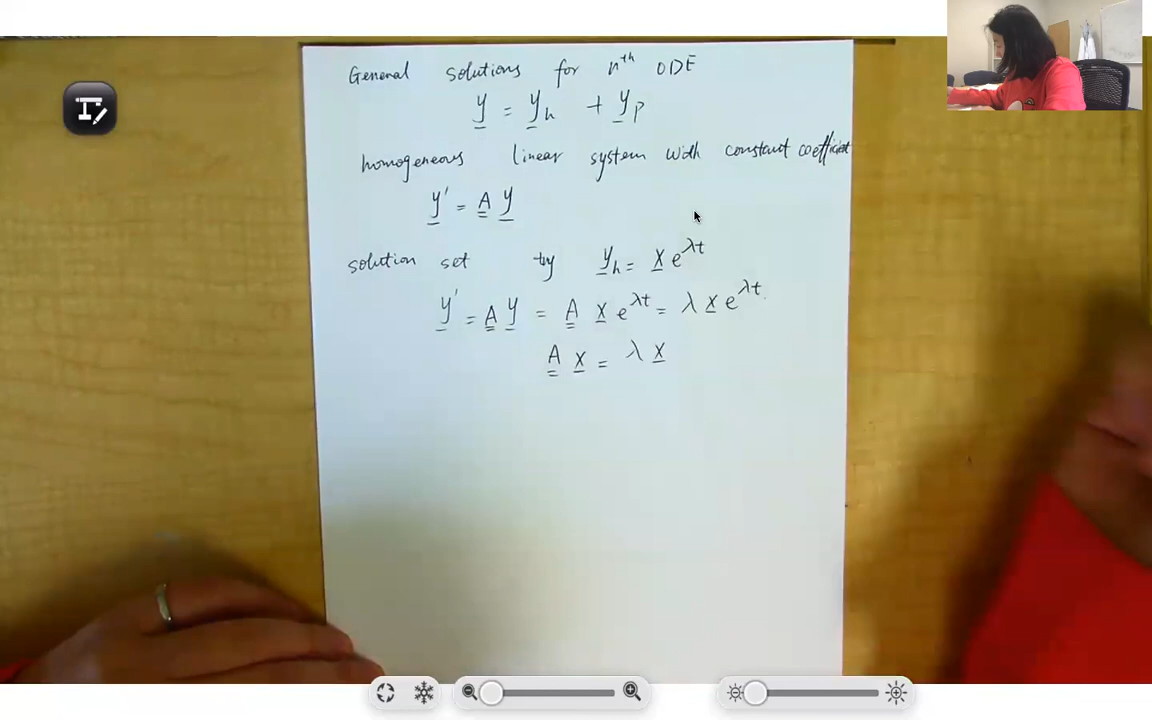 General solutions for nth ODE
y = yh + yp
homogeneous linear system with constant coefficient
y' = A y
solution set try yh = x e^λt
y' = A y = A x e^λt = λ x e^λt
A x = λ x